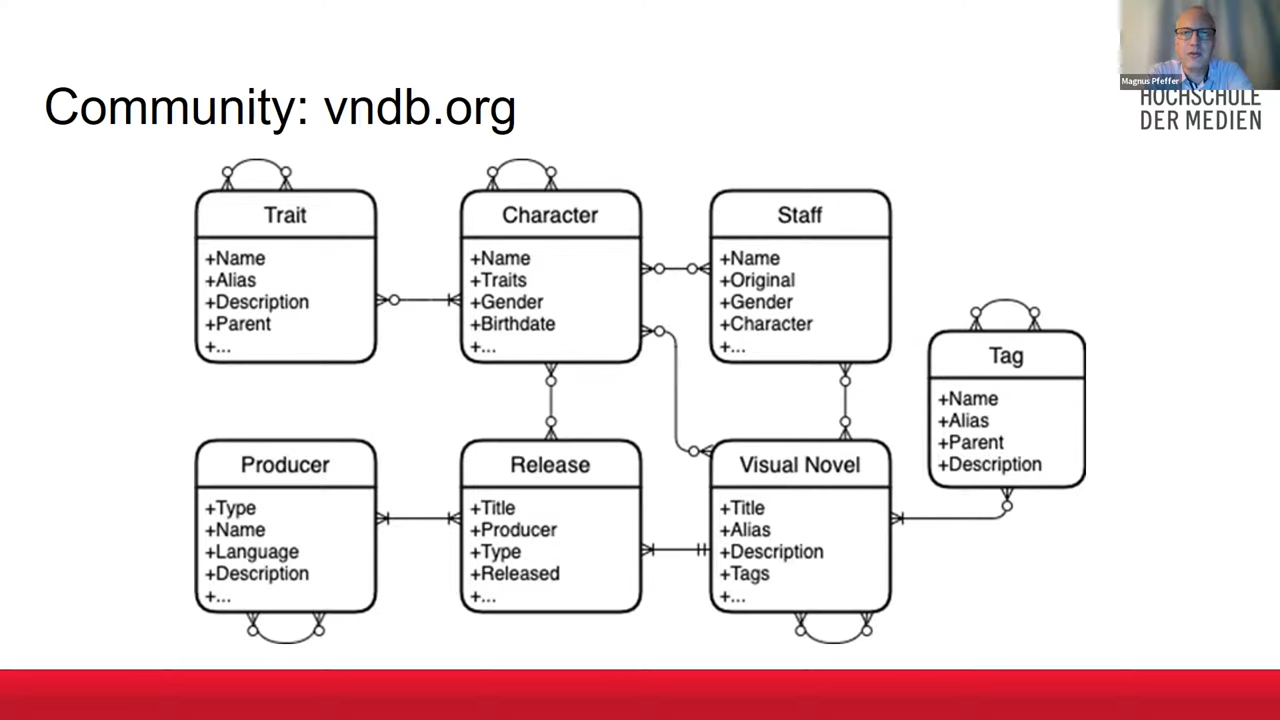 Magnus Pfeffer
HOCHSCHULE
DER MEDIEN
Community: vndb.org
Trait
+Name
+Alias
+Description
+Parent
+...
Character
+Name
+Traits
+Gender
+Birthdate
+...
Staff
+Name
+Original
+Gender
+Character
+...
Tag
+Name
+Alias
+Parent
+Description
Producer
+Type
+Name
+Language
+Description
+...
Release
+Title
+Producer
+Type
+Released
+...
Visual Novel
+Title
+Alias
+Description
+Tags
+...